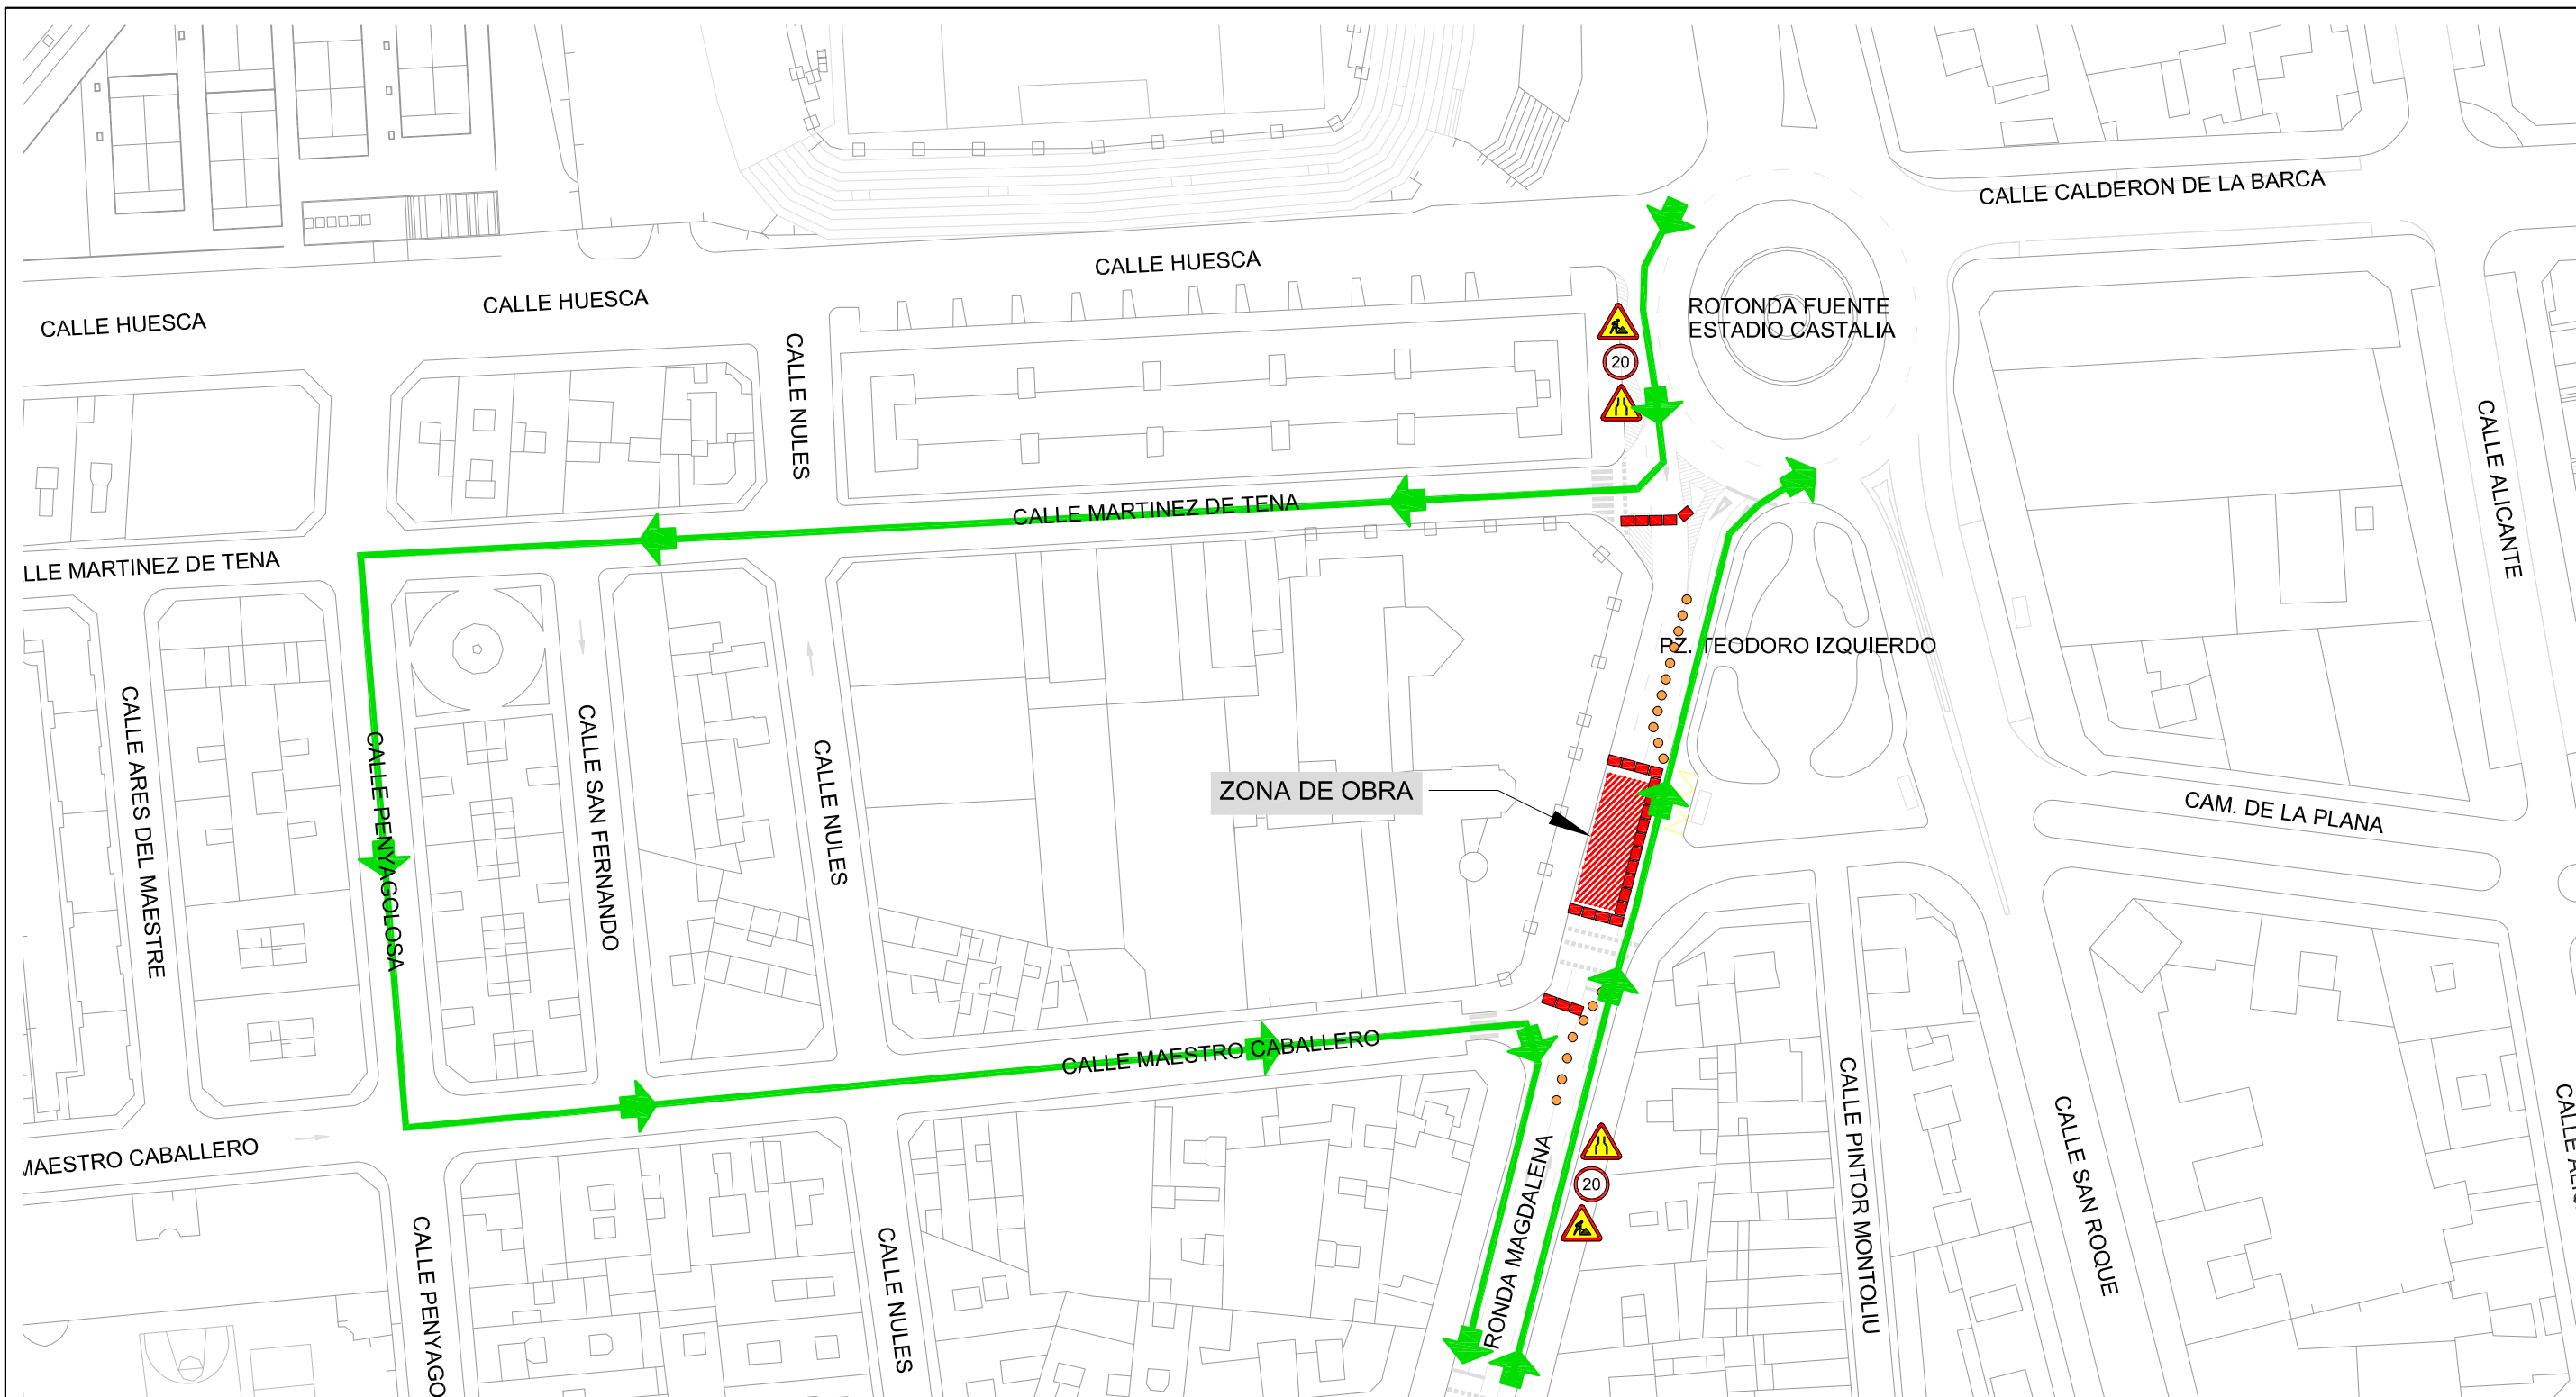 CALLE CALDERON DE LA BARCA
CALLE HUESCA
CALLE HUESCA
CALLE HUESCA
ROTONDA FUENTE
ESTADIO CASTALIA
20
CALLE NULES
CALLE ALICANTE
CALLE MARTINEZ DE TENA
LLE MARTINEZ DE TENA
PZ. TEODORO IZQUIERDO
CALLE ARES DEL MAESTRE
CALLE PENYAGOLOSA
CALLE SAN FERNANDO
CALLE NULES
ZONA DE OBRA
CAM. DE LA PLANA
CALLE MAESTRO CABALLERO
MAESTRO CABALLERO
RONDA MAGDALENA
20
CALLE PINTOR MONTOLIU
CALLE SAN ROQUE
CALLE ALI
CALLE PENYAGO
CALLE NULES